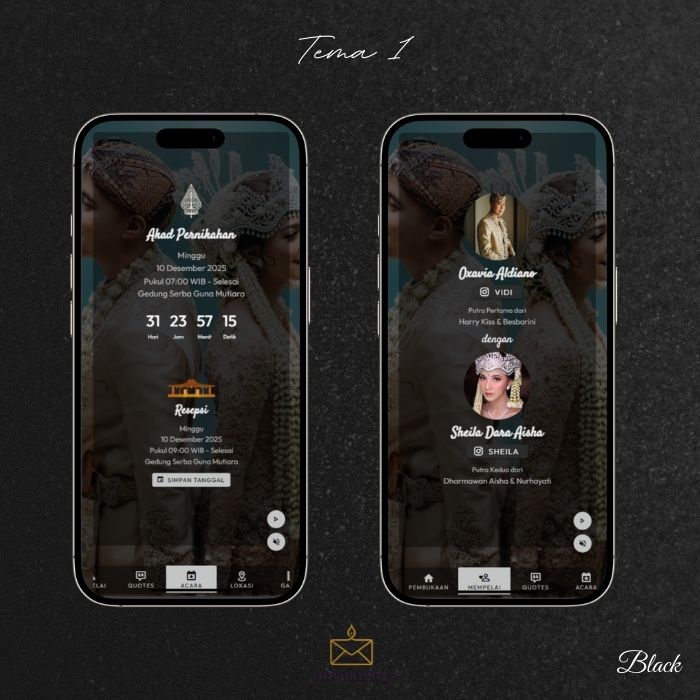 Tema 1
Akad Pernikahan
Minggu
10 Desember 2025
Pukul 07:00 WIB - Selesai
Gedung Serba Guna Mutiara
31 23 57 15
Hari Jam Menit Detik
Resepsi
Minggu
10 Desember 2025
Pukul 09:00 WIB - Selesai
Gedung Serba Guna Mutiara
SIMPAN TANGGAL
ELAI QUOTES ACARA LOKASI GA
Oxavia Aldiano
VIDI
Putra Pertama dari
Harry Kiss & Besbarini
dengan
Sheila Dara Aisha
SHEILA
Putra Kedua dari
Dharmawan Aisha & Nurhayati
PEMBUKAAN MEMPELAI QUOTES ACARA
Black